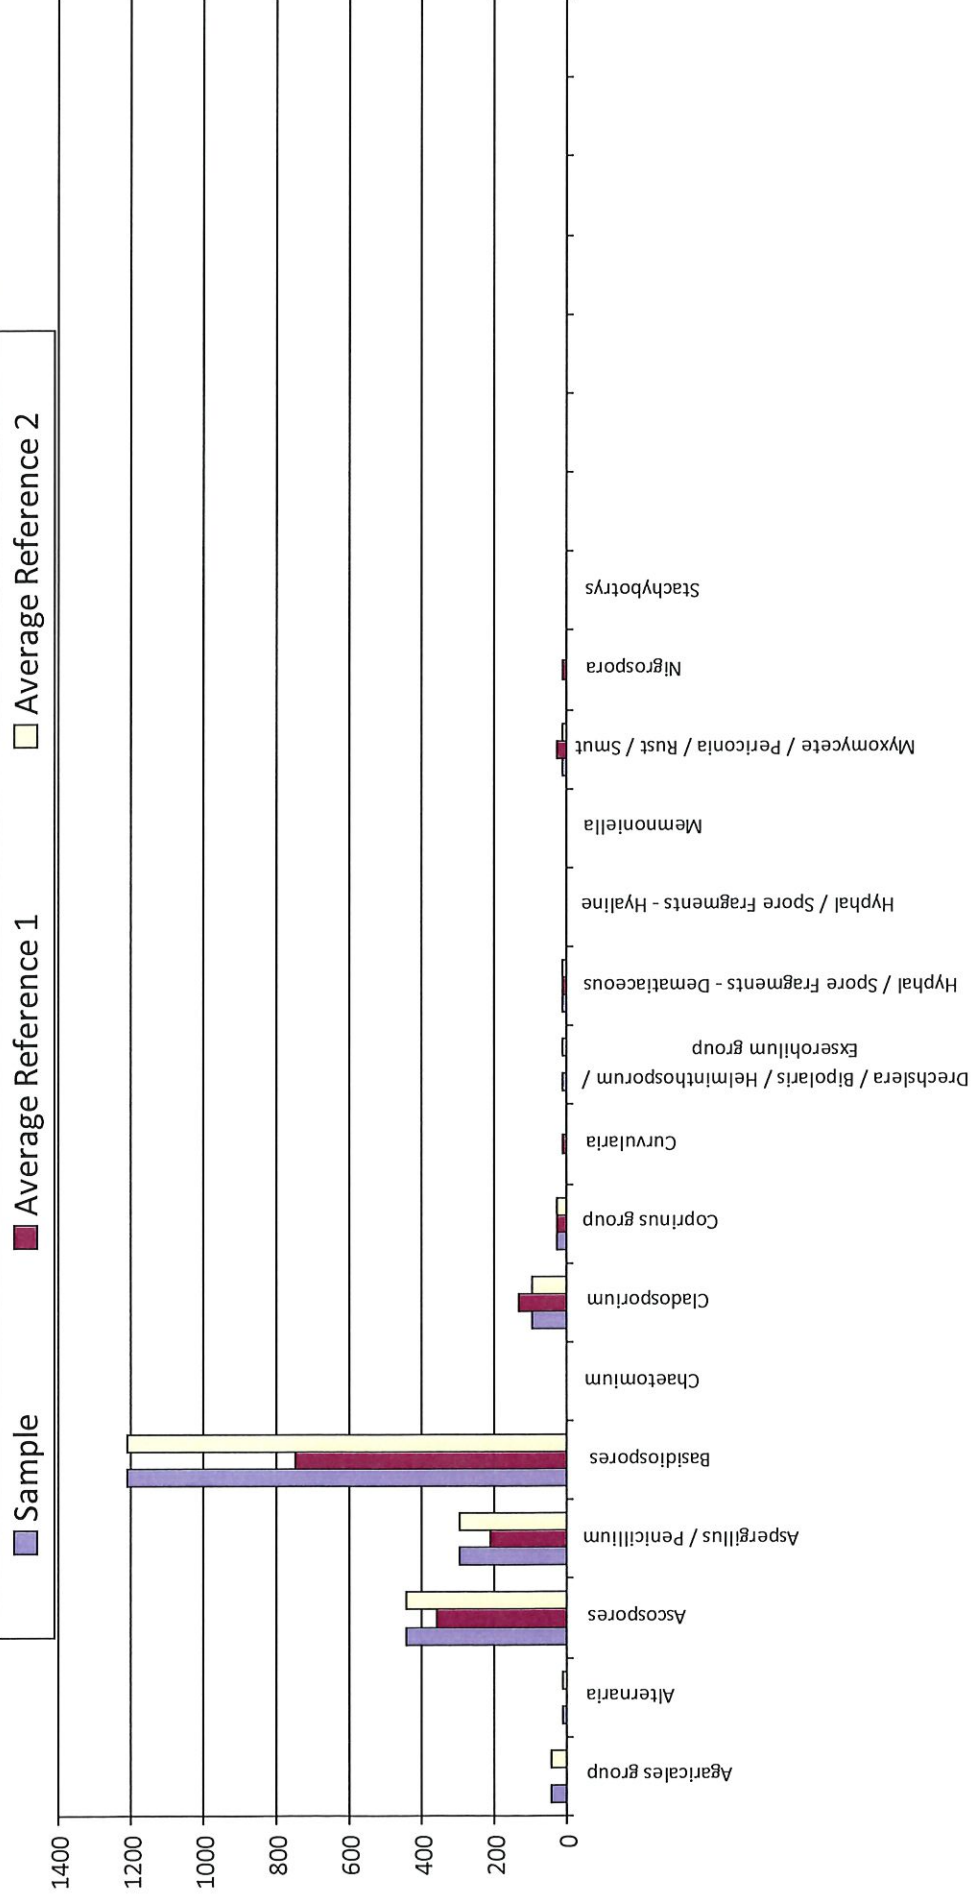 Sample
Average Reference 1
Average Reference 2
1400
1200
1000
800
600
400
200
0
Agaricales group
Alternaria
Ascospores
Aspergillus / Penicillium
Basidiospores
Chaetomium
Cladosporium
Coprinus group
Curvularia
Drechslera / Bipolaris / Helminthosporum /
Exserohilum group
Hyphal / Spore Fragments - Dematiaceous
Hyphal / Spore Fragments - Hyaline
Memnoniella
Myxomycete / Periconia / Rust / Smut
Nigrospora
Stachybotrys